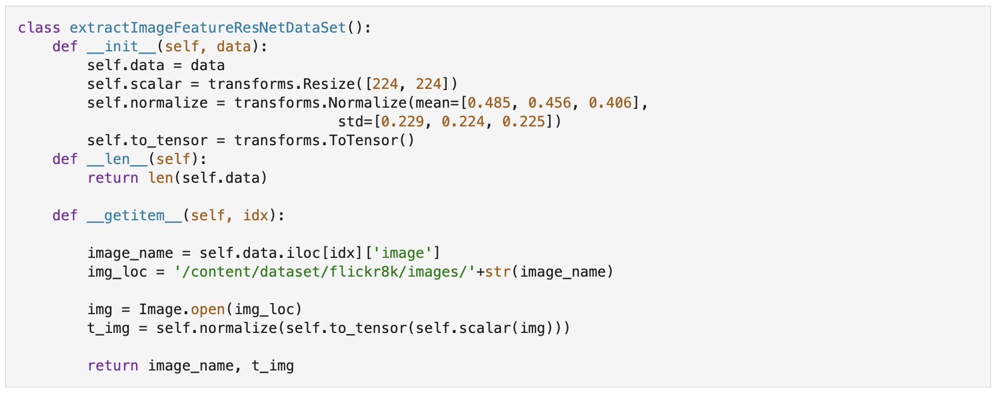 class extractImageFeatureResNetDataSet():
    def __init__(self, data):
        self.data = data
        self.scalar = transforms.Resize([224, 224])
        self.normalize = transforms.Normalize(mean=[0.485, 0.456, 0.406],
                                     std=[0.229, 0.224, 0.225])
        self.to_tensor = transforms.ToTensor()
    def __len__(self):
        return len(self.data)

    def __getitem__(self, idx):

        image_name = self.data.iloc[idx]['image']
        img_loc = '/content/dataset/flickr8k/images/'+str(image_name)

        img = Image.open(img_loc)
        t_img = self.normalize(self.to_tensor(self.scalar(img)))

        return image_name, t_img